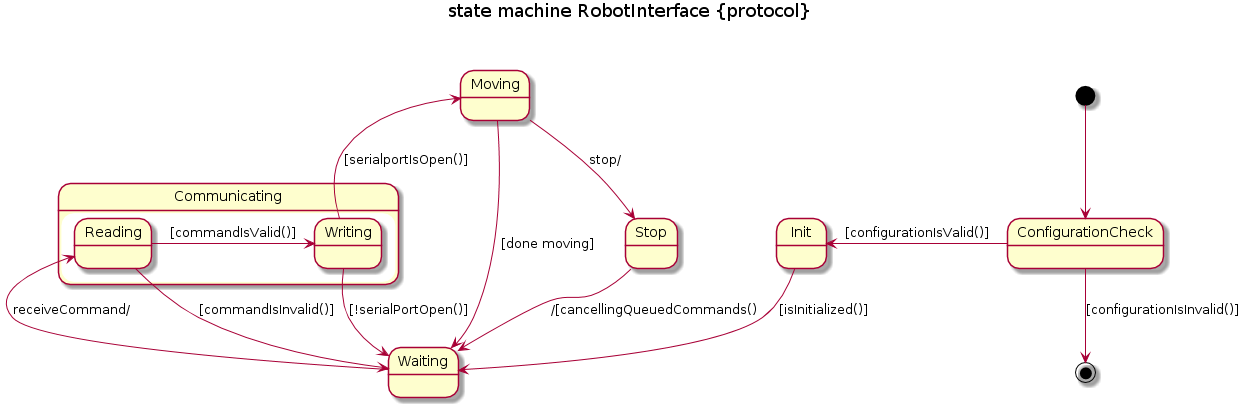 state machine RobotInterface {protocol}
Moving
[serialportIsOpen()]
stop/
Communicating
Reading
[commandIsValid()]
Writing
[done moving]
Stop
Init
[configurationIsValid()]
ConfigurationCheck
receiveCommand/
[commandIsInvalid()]
[!serialPortOpen()]
/[cancellingQueuedCommands()
[isInitialized()]
[configurationIsInvalid()]
Waiting